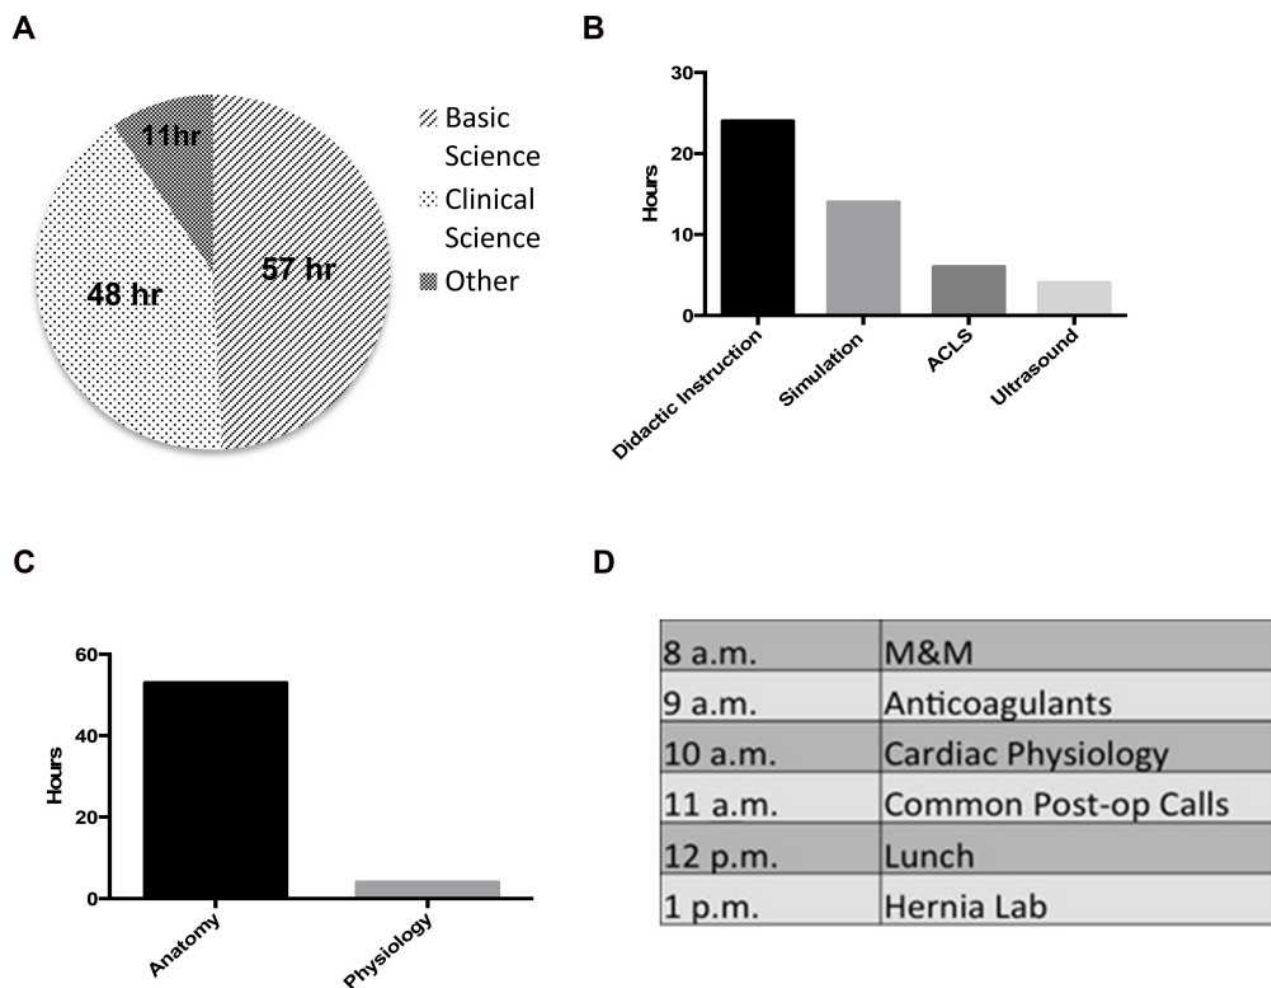 A
11hr
57 hr
48 hr
Basic
Science
Clinical
Science
Other
B
Hours
30
20
10
0
Didactic Instruction
Simulation
ACLS
Ultrasound
C
Hours
60
40
20
0
Anatomy
Physiology
D
8 a.m. M&M
9 a.m. Anticoagulants
10 a.m. Cardiac Physiology
11 a.m. Common Post-op Calls
12 p.m. Lunch
1 p.m. Hernia Lab